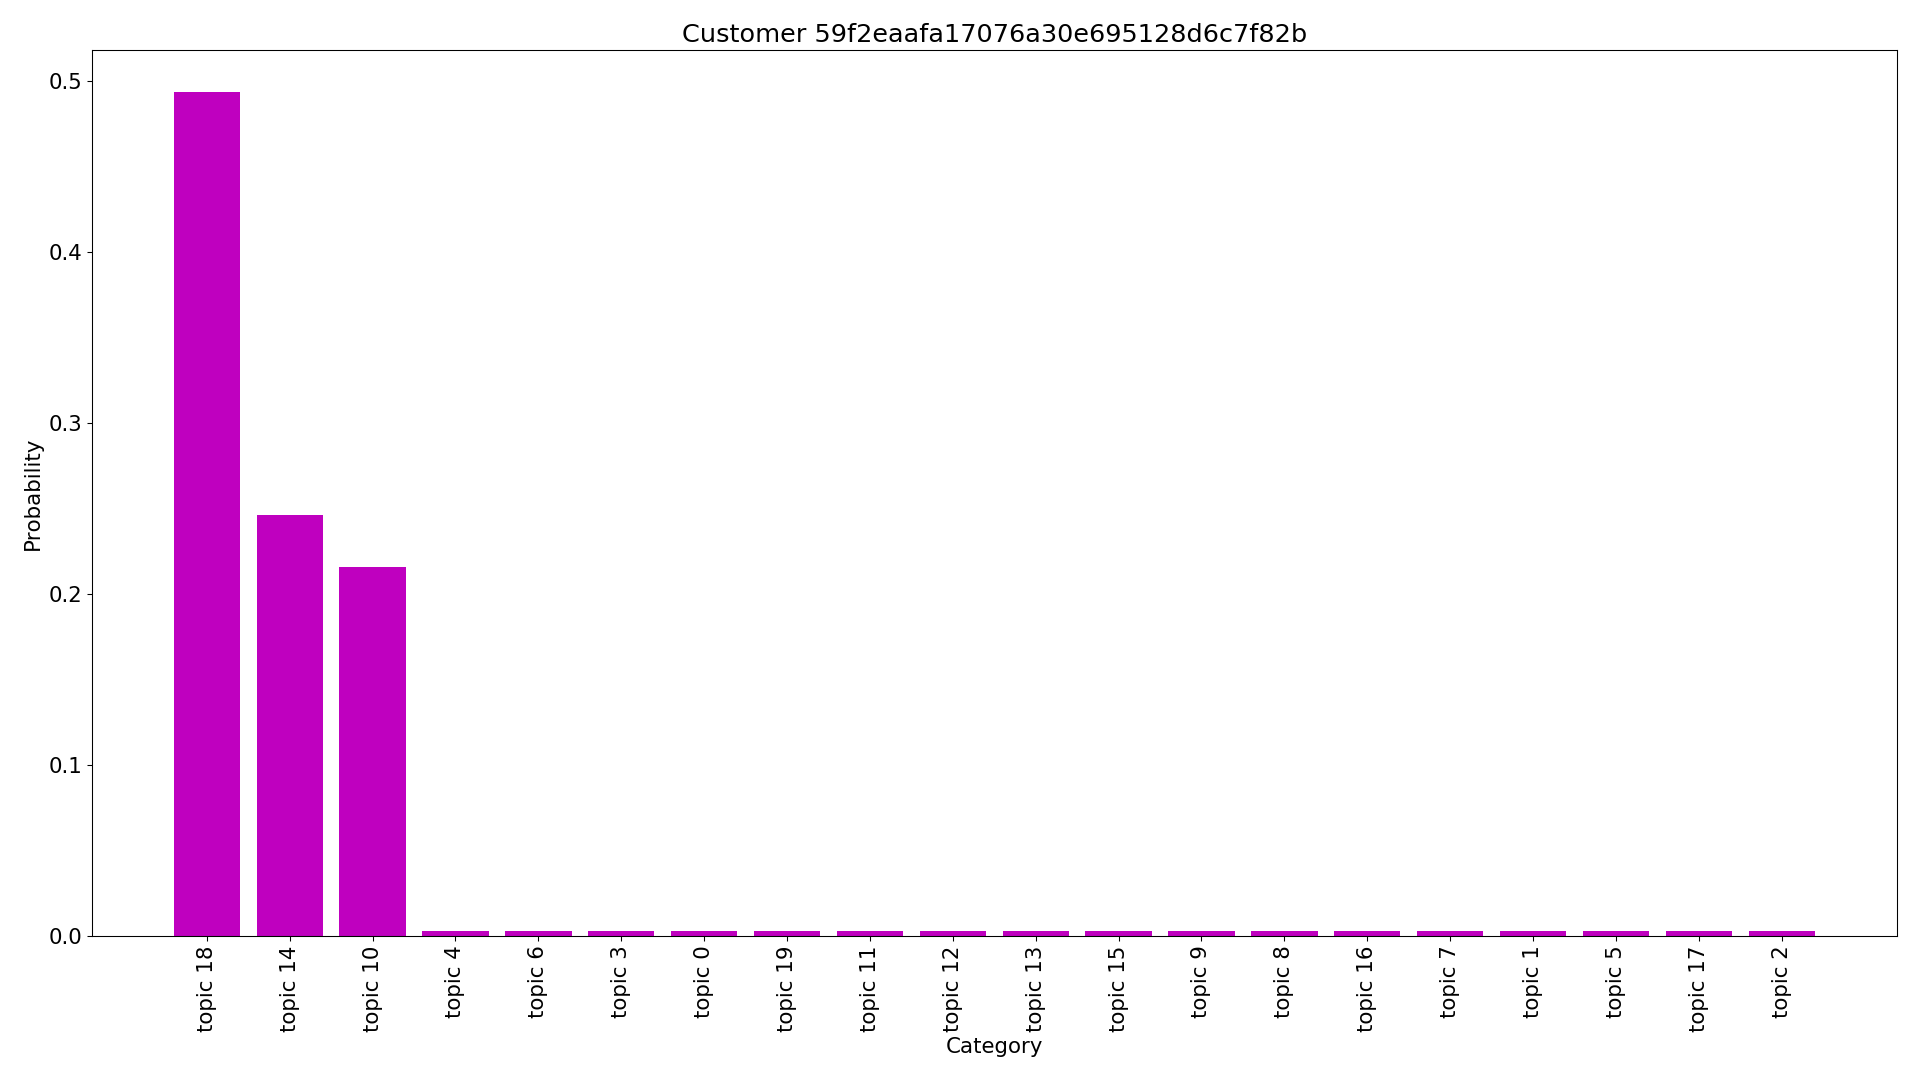 Customer 59f2eaafa17076a30e695128d6c7f82b
0.5
0.4
0.3
0.2
0.1
0.0
Probability
topic 18
topic 14
topic 10
topic 4
topic 6
topic 3
topic 0
topic 19
topic 11
topic 12
topic 13
topic 15
topic 9
topic 8
topic 16
topic 7
topic 1
topic 5
topic 17
topic 2
Category